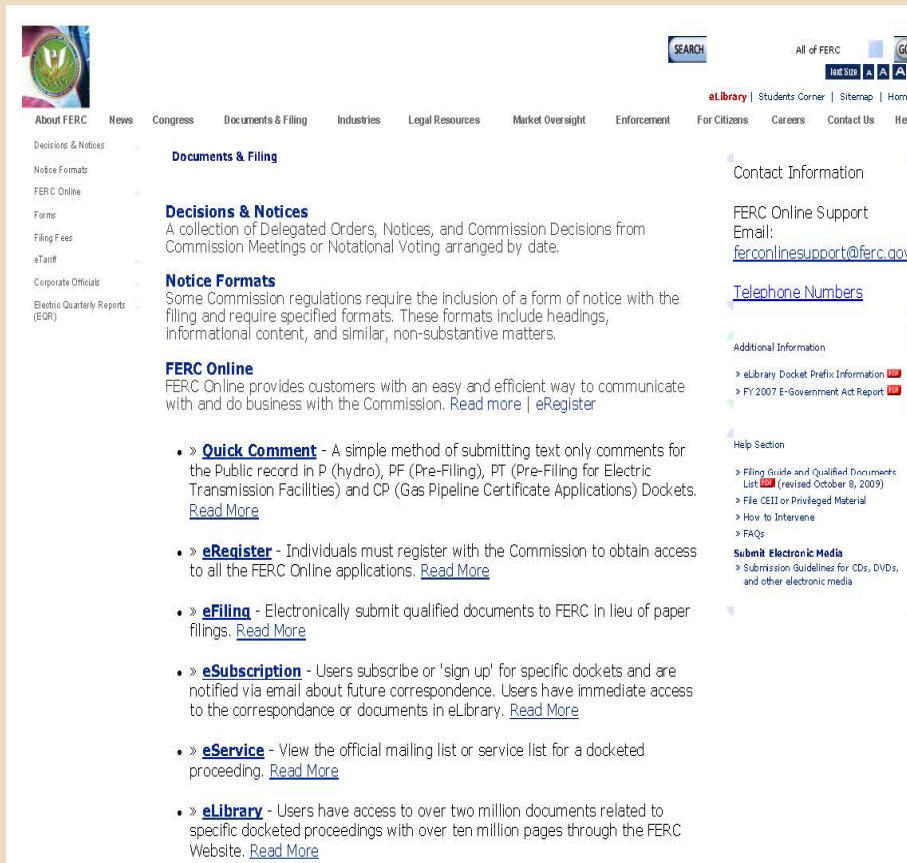 SEARCH
All of FERC
Text Size A A A
eLibrary | Students Corner | Sitemap |
About FERC News Congress Documents & Filing Industries Legal Resources Market Oversight Enforcement For Citizens Careers Contact Us
Decisions & Notices
Notice Formats
FERC Online
Forms
Filing Fees
eTariff
Corporate Officials
Electric Quarterly Reports
(EQR)
Documents & Filing
Decisions & Notices
A collection of Delegated Orders, Notices, and Commission Decisions from
Commission Meetings or Notational Voting arranged by date.
Notice Formats
Some Commission regulations require the inclusion of a form of notice with the
filing and require specified formats. These formats include headings,
informational content, and similar, non-substantive matters.
FERC Online
FERC Online provides customers with an easy and efficient way to communicate
with and do business with the Commission. Read more | eRegister
• » Quick Comment - A simple method of submitting text only comments for
the Public record in P (hydro), PF (Pre-Filing), PT (Pre-Filing for Electric
Transmission Facilities) and CP (Gas Pipeline Certificate Applications) Dockets.
Read More
• » eRegister - Individuals must register with the Commission to obtain access
to all the FERC Online applications. Read More
• » eFiling - Electronically submit qualified documents to FERC in lieu of paper
filings. Read More
• » eSubscription - Users subscribe or 'sign up' for specific dockets and are
notified via email about future correspondence. Users have immediate access
to the correspondance or documents in eLibrary. Read More
• » eService - View the official mailing list or service list for a docketed
proceeding. Read More
• » eLibrary - Users have access to over two million documents related to
specific docketed proceedings with over ten million pages through the FERC
Website. Read More
Contact Information
FERC Online Support
Email:
ferconlinesupport@ferc.gov
Telephone Numbers
Additional Information
» eLibrary Docket Prefix Information PDF
» FY 2007 E-Government Act Report PDF
Help Section
» Filing Guide and Qualified Documents
List PDF (revised October 8, 2009)
» File CEII or Privileged Material
» How to Intervene
» FAQs
Submit Electronic Media
» Submission Guidelines for CDs, DVDs,
and other electronic media